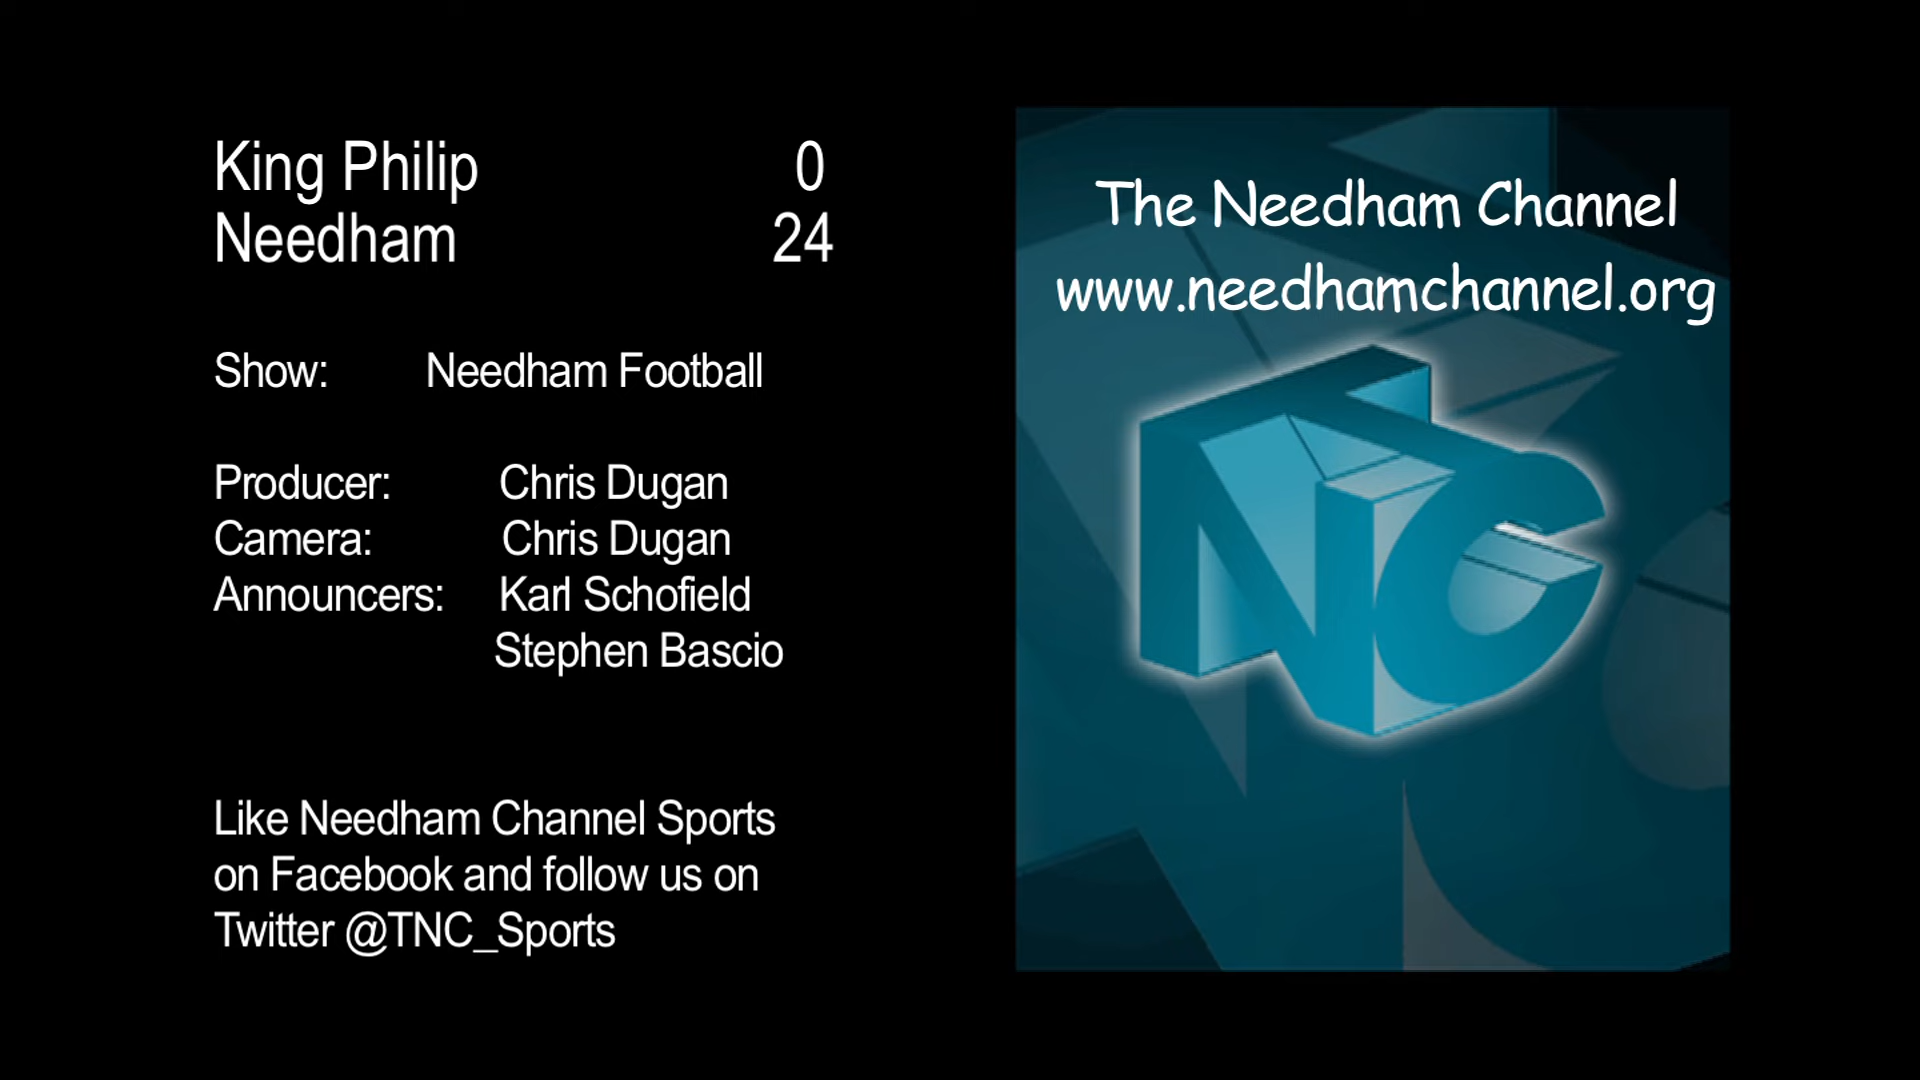 King Philip 0
Needham 24
Show: Needham Football
Producer: Chris Dugan
Camera: Chris Dugan
Announcers: Karl Schofield
Stephen Bascio
Like Needham Channel Sports
on Facebook and follow us on
Twitter @TNC_Sports
The Needham Channel
www.needhamchannel.org
TNC